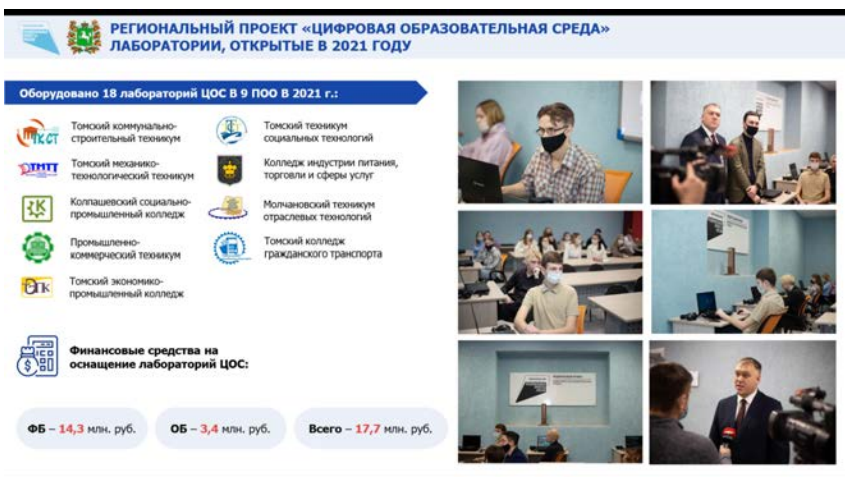 РЕГИОНАЛЬНЫЙ ПРОЕКТ «ЦИФРОВАЯ ОБРАЗОВАТЕЛЬНАЯ СРЕДА»
ЛАБОРАТОРИИ, ОТКРЫТЫЕ В 2021 ГОДУ
Оборудовано 18 лабораторий ЦОС В 9 ПОО В 2021 г.:
Томский коммунально-
строительный техникум
Томский механико-
технологический техникум
Колпашевский социально-
промышленный колледж
Промышленно-
коммерческий техникум
Томский экономико-
промышленный колледж
Томский техникум
социальных технологий
Колледж индустрии питания,
торговли и сферы услуг
Молчановский техникум
отраслевых технологий
Томский колледж
гражданского транспорта
Финансовые средства на
оснащение лабораторий ЦОС:
ФБ – 14,3 млн. руб.
ОБ – 3,4 млн. руб.
Всего – 17,7 млн. руб.